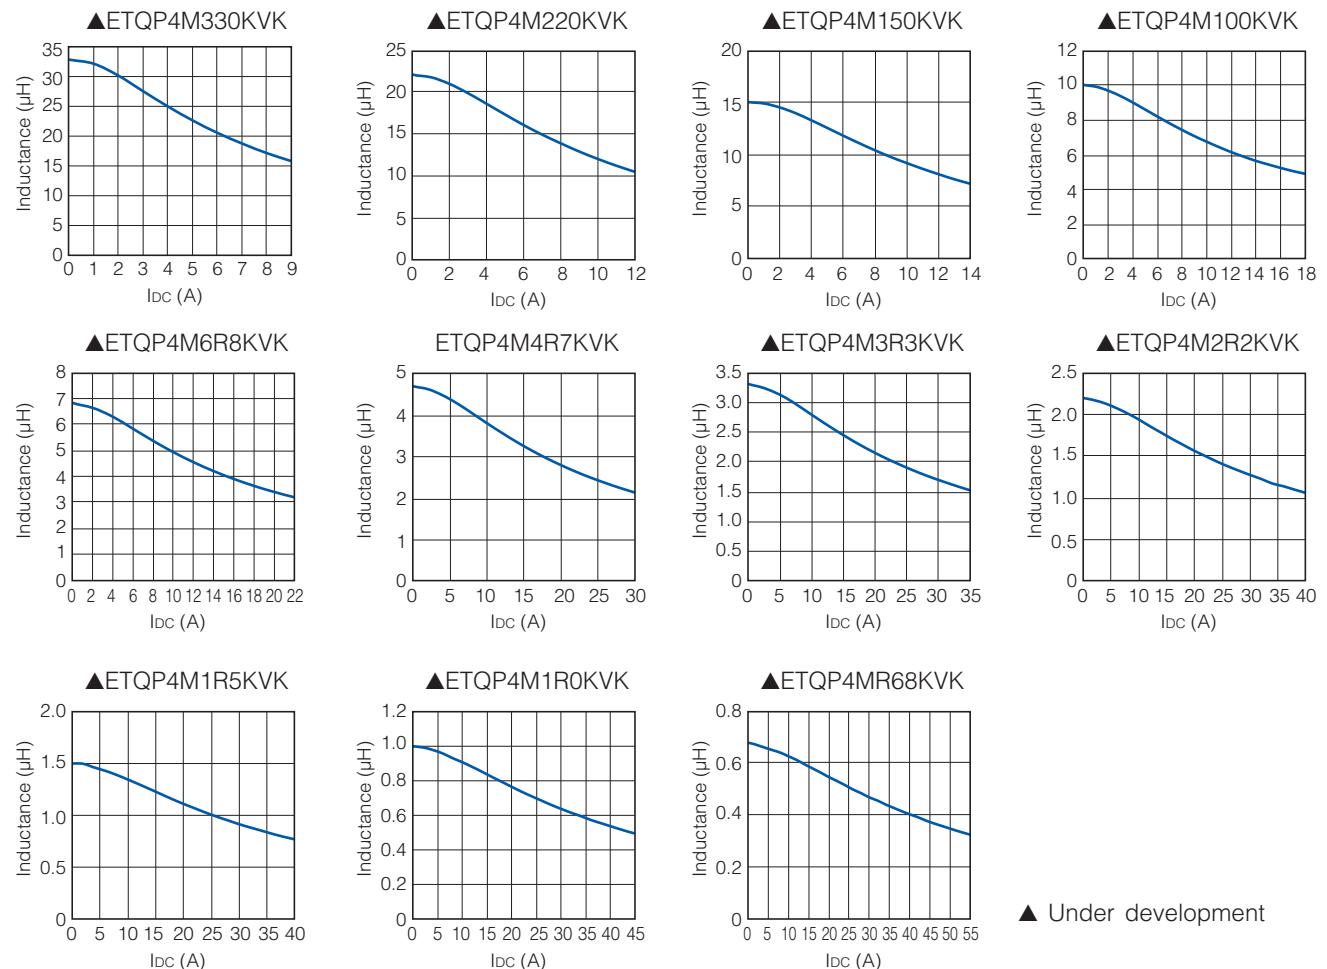 ▲ETQP4M330KVK
35
30
25
20
15
10
5
0
Inductance (μH)
0 1 2 3 4 5 6 7 8 9
IDC (A)
▲ETQP4M220KVK
25
20
15
10
5
0
Inductance (μH)
0 2 4 6 8 10 12
IDC (A)
▲ETQP4M150KVK
20
15
10
5
0
Inductance (μH)
0 2 4 6 8 10 12 14
IDC (A)
▲ETQP4M100KVK
12
10
8
6
4
2
0
Inductance (μH)
0 2 4 6 8 10 12 14 16 18
IDC (A)
▲ETQP4M6R8KVK
8
7
6
5
4
3
2
1
0
Inductance (μH)
0 2 4 6 8 10 12 14 16 18 20 22
IDC (A)
ETQP4M4R7KVK
5
4
3
2
1
0
Inductance (μH)
0 5 10 15 20 25 30
IDC (A)
▲ETQP4M3R3KVK
3.5
3.0
2.5
2.0
1.5
1.0
0.5
0
Inductance (μH)
0 5 10 15 20 25 30 35
IDC (A)
▲ETQP4M2R2KVK
2.5
2.0
1.5
1.0
0.5
0
Inductance (μH)
0 5 10 15 20 25 30 35 40
IDC (A)
▲ETQP4M1R5KVK
2.0
1.5
1.0
0.5
0
Inductance (μH)
0 5 10 15 20 25 30 35 40
IDC (A)
▲ETQP4M1R0KVK
1.2
1.0
0.8
0.6
0.4
0.2
0
Inductance (μH)
0 5 10 15 20 25 30 35 40 45
IDC (A)
▲ETQP4MR68KVK
0.8
0.6
0.4
0.2
0
Inductance (μH)
0 5 10 15 20 25 30 35 40 45 50 55
IDC (A)
▲ Under development